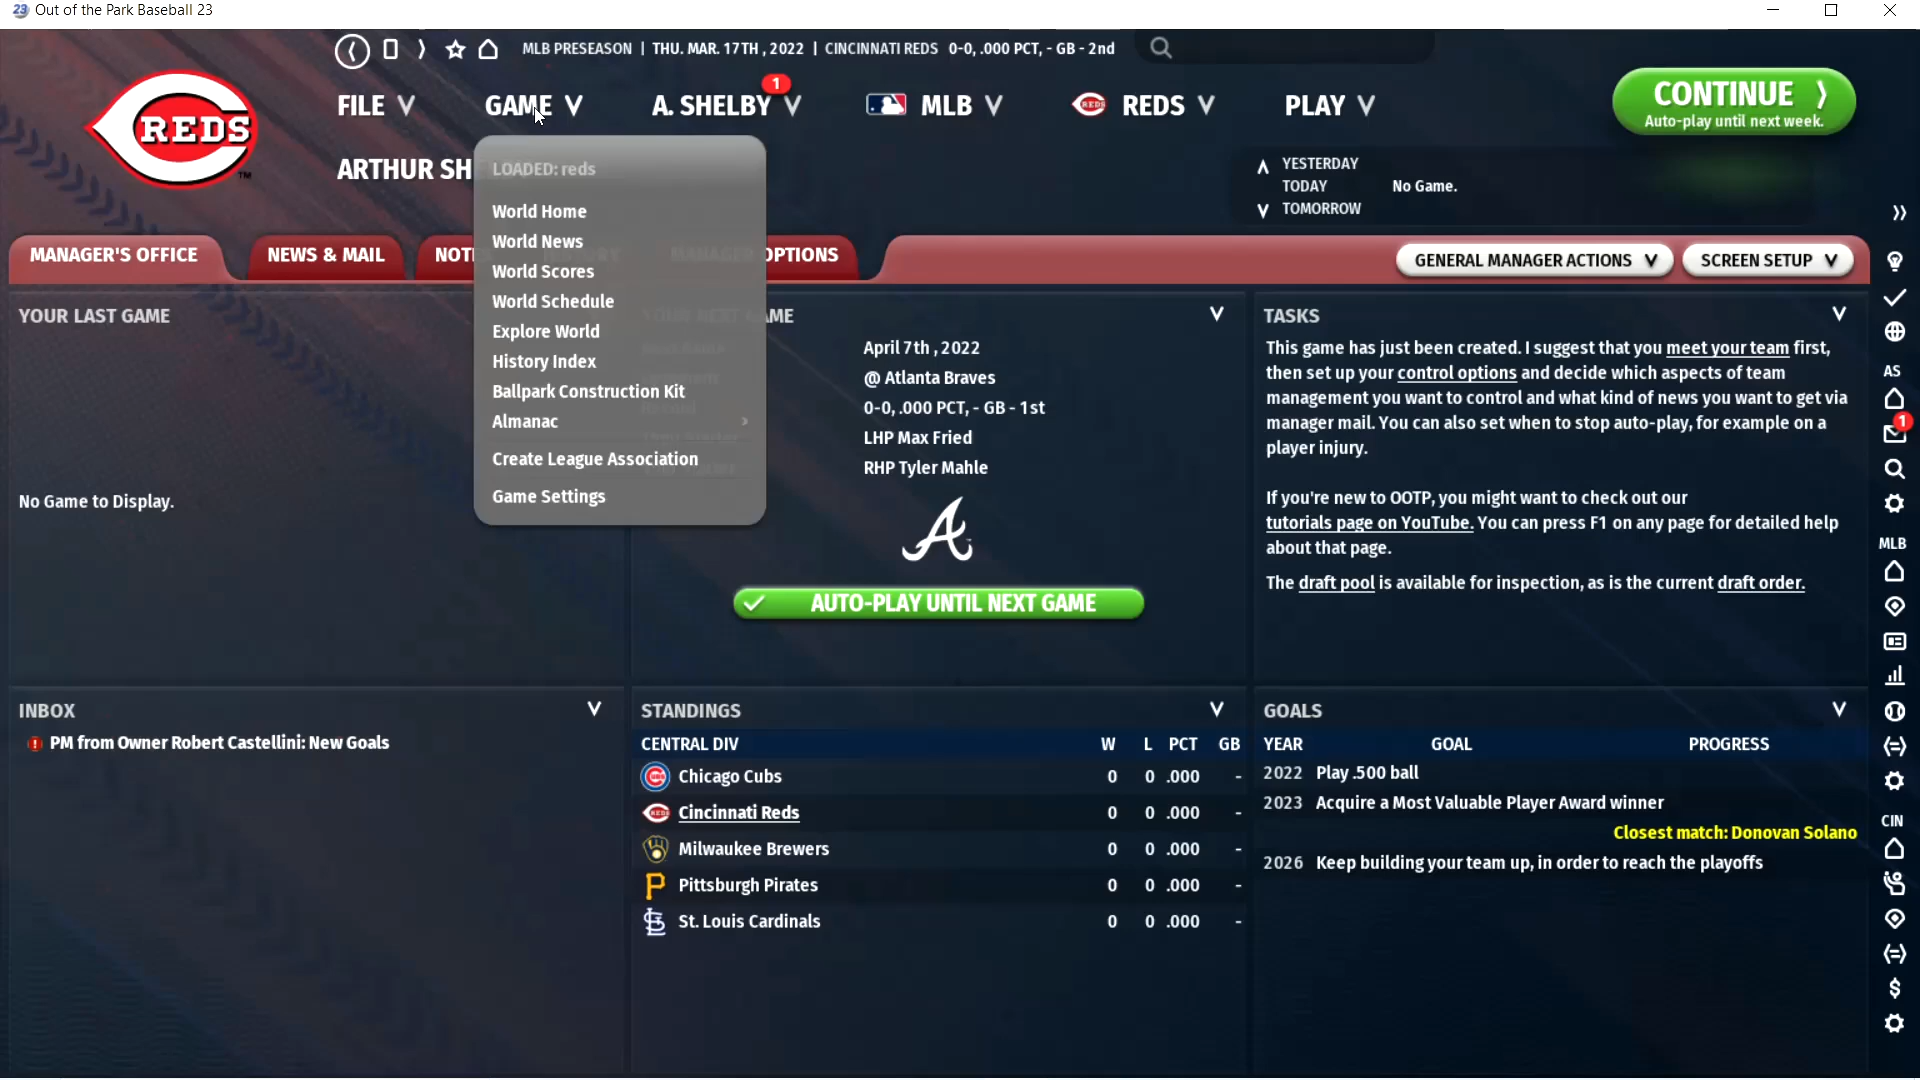 Out of the Park Baseball 23
MLB PRESEASON | THU. MAR. 17TH , 2022 | CINCINNATI REDS 0-0, .000 PCT, - GB - 2nd
REDS
TM
FILE GAME A. SHELBY 1 MLB REDS PLAY
CONTINUE
Auto-play until next week.
ARTHUR SH
YESTERDAY
TODAY
TOMORROW
No Game.
LOADED: reds
World Home
World News
World Scores
World Schedule
Explore World
History Index
Ballpark Construction Kit
Almanac
Create League Association
Game Settings
MANAGER'S OFFICE NEWS & MAIL NOTE OPTIONS
GENERAL MANAGER ACTIONS SCREEN SETUP
YOUR LAST GAME
No Game to Display.
YOUR NEXT GAME
April 7th , 2022
@ Atlanta Braves
0-0, .000 PCT, - GB - 1st
LHP Max Fried
RHP Tyler Mahle
AUTO-PLAY UNTIL NEXT GAME
TASKS
This game has just been created. I suggest that you meet your team first,
then set up your control options and decide which aspects of team
management you want to control and what kind of news you want to get via
manager mail. You can also set when to stop auto-play, for example on a
player injury.
If you're new to OOTP, you might want to check out our
tutorials page on YouTube. You can press F1 on any page for detailed help
about that page.
The draft pool is available for inspection, as is the current draft order.
INBOX
PM from Owner Robert Castellini: New Goals
STANDINGS
CENTRAL DIV W L PCT GB
Chicago Cubs 0 0 .000 -
Cincinnati Reds 0 0 .000 -
Milwaukee Brewers 0 0 .000 -
Pittsburgh Pirates 0 0 .000 -
St. Louis Cardinals 0 0 .000 -
GOALS
YEAR GOAL PROGRESS
2022 Play .500 ball
2023 Acquire a Most Valuable Player Award winner
Closest match: Donovan Solano
2026 Keep building your team up, in order to reach the playoffs
AS
1
MLB
CIN